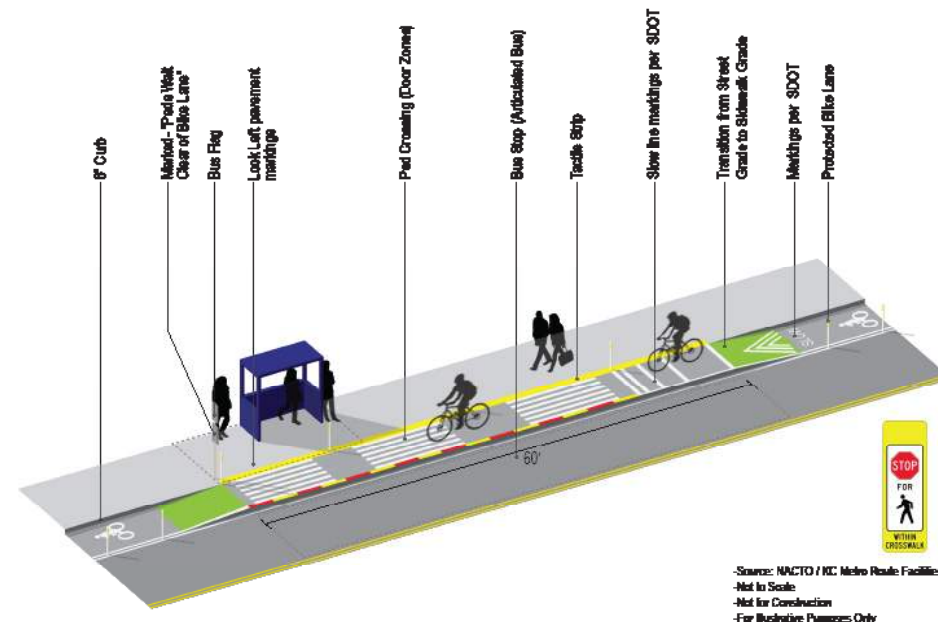 6" Curb
Marked - "Peds Wait
Clear of Bike Lane"
Bus Flag
Look Left pavement
markings
Ped Crossing (Door Zones)
Bus Stop (Articulated Bus)
Tactile Strip
Slow line markings per SDOT
Transition from Street
Grade to Sidewalk Grade
Markings per SDOT
Protected Bike Lane
SLOW
60'
STOP
FOR
WITHIN
CROSSWALK
-Source: NACTO / KC Metro Route Facilitie
-Not to Scale
-Not for Construction
-For Illustrative Purposes Only